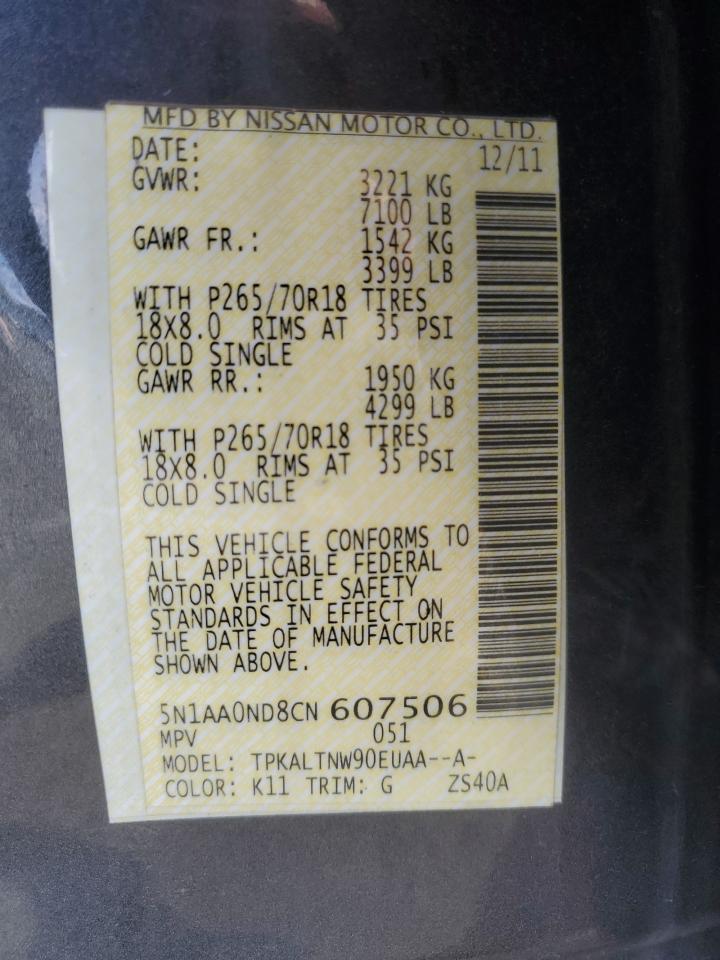 MFD BY NISSAN MOTOR CO., LTD.
DATE: 12/11
GVWR: 3221 KG
7100 LB
GAWR FR.: 1542 KG
3399 LB
WITH P265/70R18 TIRES
18X8.0 RIMS AT 35 PSI
COLD SINGLE
GAWR RR.: 1950 KG
4299 LB
WITH P265/70R18 TIRES
18X8.0 RIMS AT 35 PSI
COLD SINGLE
THIS VEHICLE CONFORMS TO
ALL APPLICABLE FEDERAL
MOTOR VEHICLE SAFETY
STANDARDS IN EFFECT ON
THE DATE OF MANUFACTURE
SHOWN ABOVE.
5N1AA0ND8CN 607506
MPV 051
MODEL: TPKALTNW90EUAA--A-
COLOR: K11 TRIM: G ZS40A